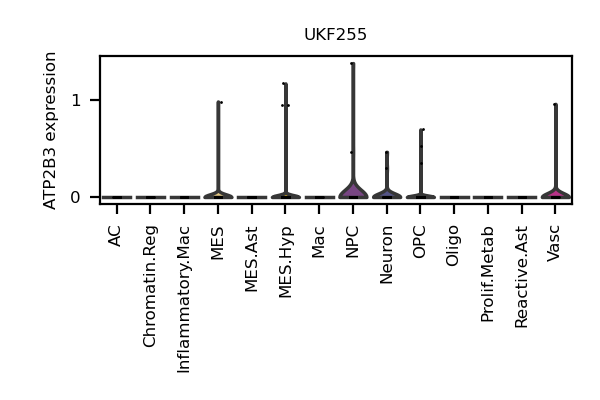 UKF255
ATP2B3 expression
1
0
AC
Chromatin.Reg
Inflammatory.Mac
MES
MES.Ast
MES.Hyp
Mac
NPC
Neuron
OPC
Oligo
Prolif.Metab
Reactive.Ast
Vasc